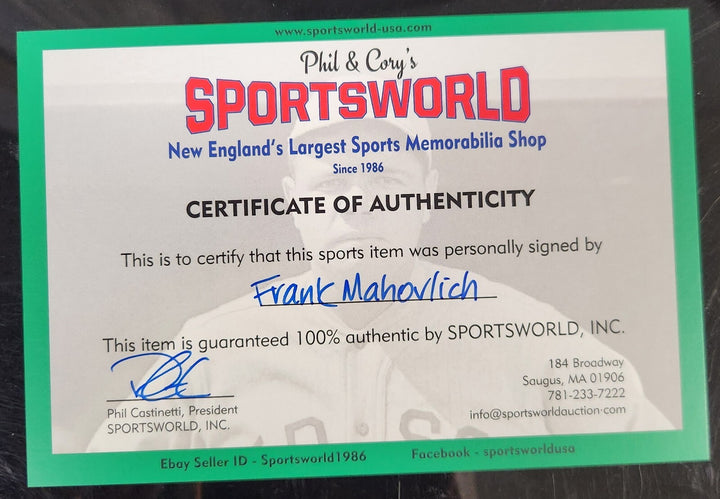 www.sportsworld-usa.com
Phil & Cory's
SPORTSWORLD
New England's Largest Sports Memorabilia Shop
Since 1986
CERTIFICATE OF AUTHENTICITY
This is to certify that this sports item was personally signed by
Frank Mahovlich
This item is guaranteed 100% authentic by SPORTSWORLD, INC.
Phil Castinetti, President
SPORTSWORLD, INC.
184 Broadway
Saugus, MA 01906
781-233-7222
info@sportsworldauction.com
Ebay Seller ID - Sportsworld1986
Facebook - sportsworldusa